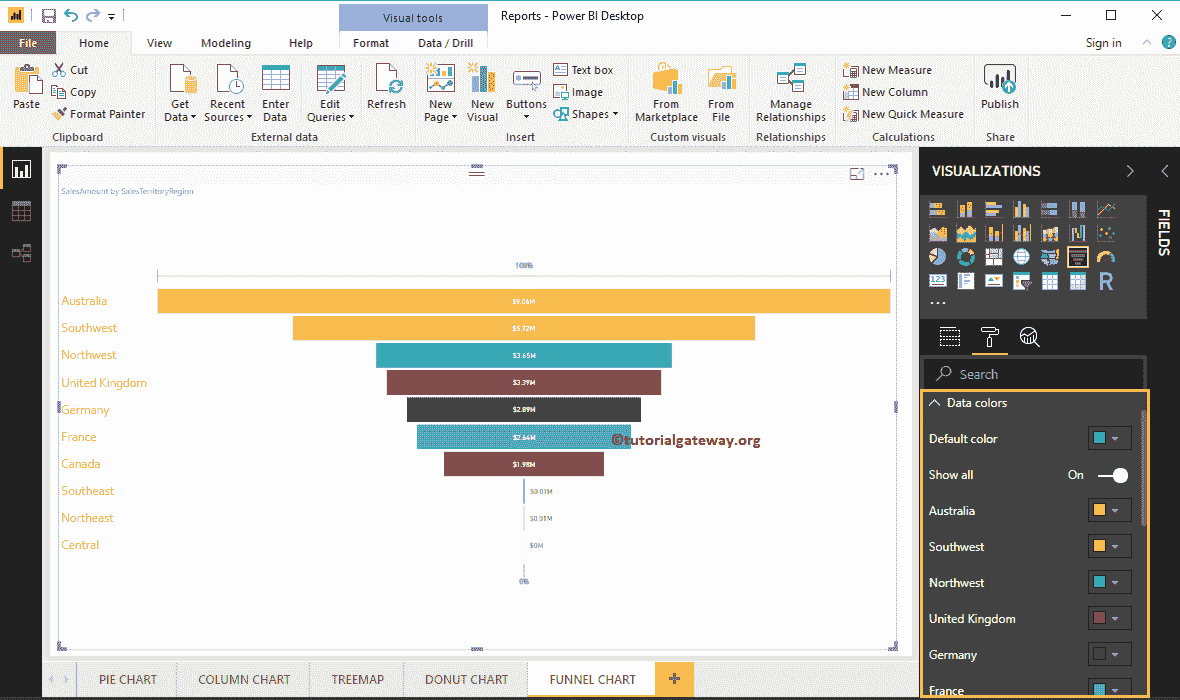 Visual tools
Reports - Power BI Desktop
File Home View Modeling Help Format Data / Drill Sign in
Cut
Copy
Format Painter
Paste
Clipboard
Get Data
Recent Sources
Enter Data
Edit Queries
External data
Refresh
New Page
New Visual
Buttons
Text box
Image
Shapes
Insert
From Marketplace
From File
Custom visuals
Manage Relationships
Relationships
New Measure
New Column
New Quick Measure
Calculations
Publish
Share
SalesAmount by SalesTerritoryRegion
100%
Australia $9.06M
Southwest $5.72M
Northwest $3.65M
United Kingdom $3.39M
Germany $2.89M
France $2.64M
©tutorialgateway.org
Canada $1.98M
Southeast $0.01M
Northeast $0.01M
Central $0M
0%
VISUALIZATIONS
FIELDS
123
R
Search
Data colors
Default color
Show all On
Australia
Southwest
Northwest
United Kingdom
Germany
France
PIE CHART COLUMN CHART TREEMAP DONUT CHART FUNNEL CHART